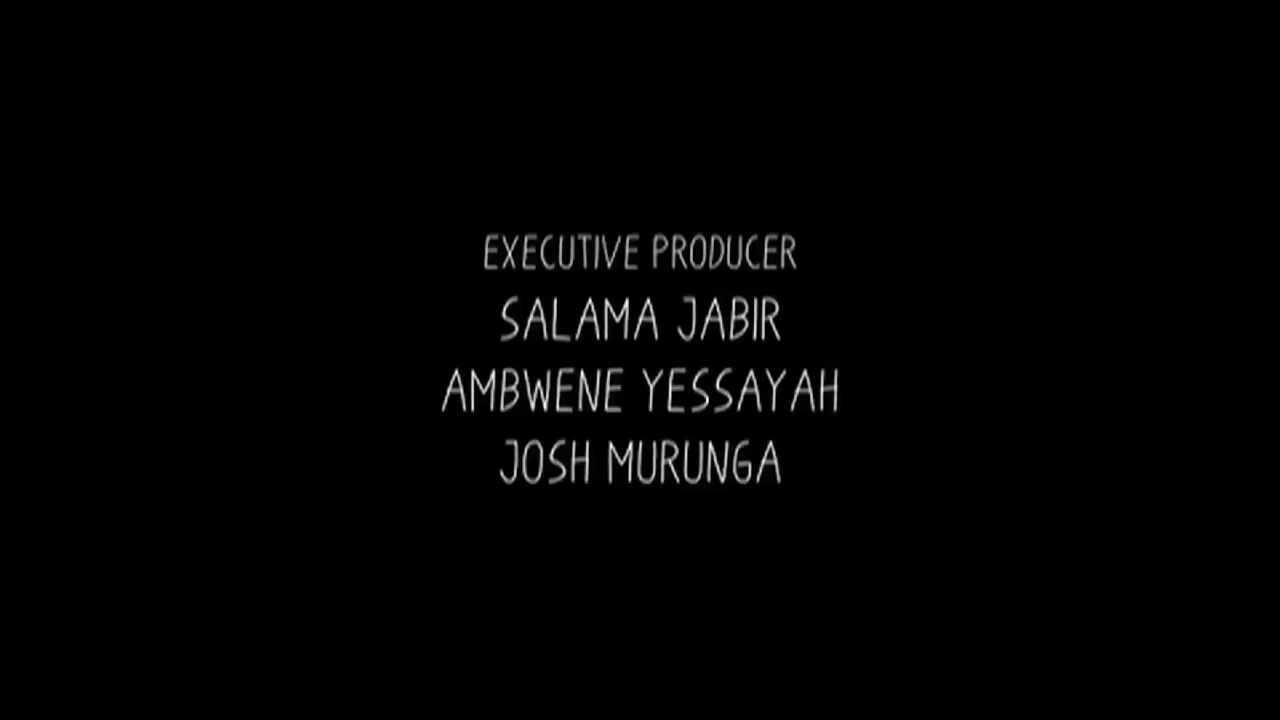 EXECUTIVE PRODUCER
SALAMA JABIR
AMBWENE YESSAYAH
JOSH MURUNGA